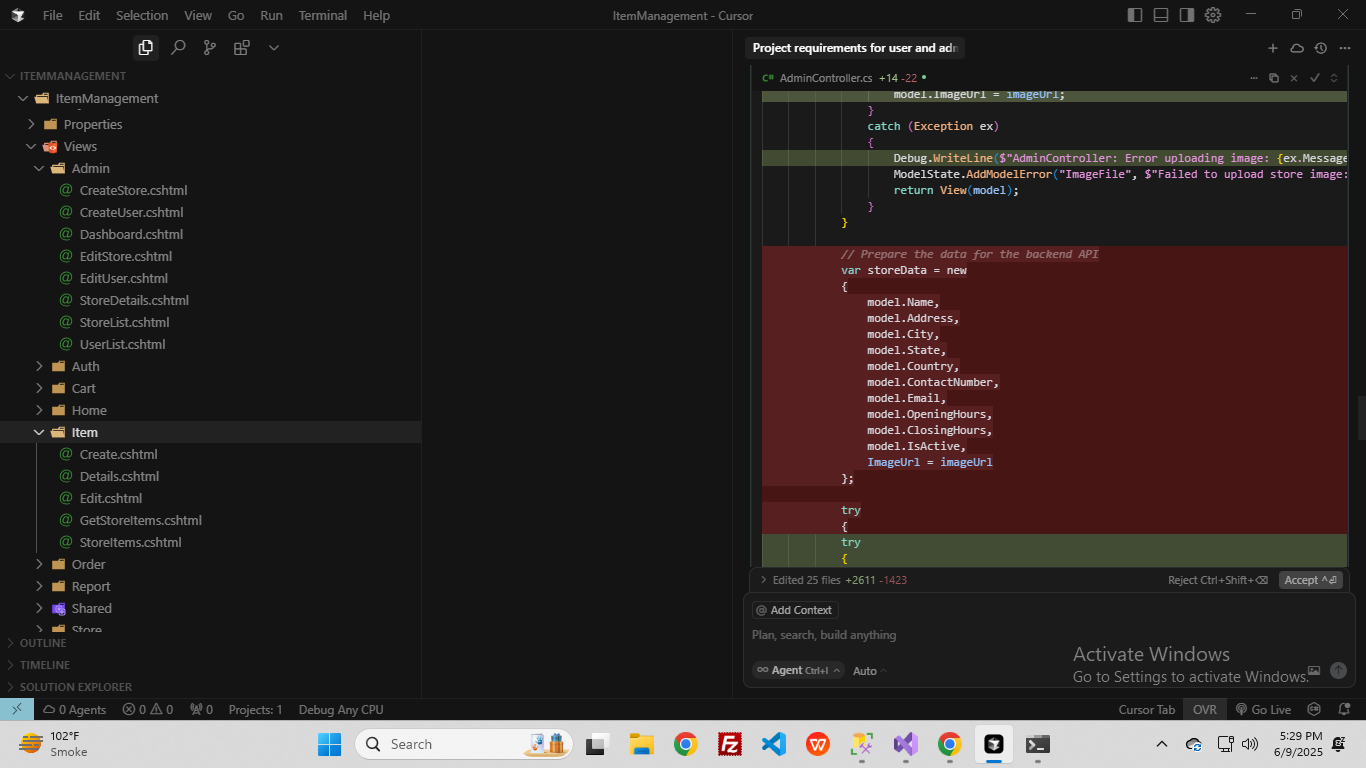 File Edit Selection View Go Run Terminal Help
ItemManagement - Cursor
ITEMMANAGEMENT
ItemManagement
Properties
Views
Admin
CreateStore.cshtml
CreateUser.cshtml
Dashboard.cshtml
EditStore.cshtml
EditUser.cshtml
StoreDetails.cshtml
StoreList.cshtml
UserList.cshtml
Auth
Cart
Home
Item
Create.cshtml
Details.cshtml
Edit.cshtml
GetStoreItems.cshtml
StoreItems.cshtml
Order
Report
Shared
Store
OUTLINE
TIMELINE
SOLUTION EXPLORER
Project requirements for user and adn
C# AdminController.cs +14 -22
model.ImageUrl = imageUrl;
}
catch (Exception ex)
{
Debug.WriteLine($"AdminController: Error uploading image: {ex.Message
ModelState.AddModelError("ImageFile", $"Failed to upload store image:
return View(model);
}
}
// Prepare the data for the backend API
var storeData = new
{
model.Name,
model.Address,
model.City,
model.State,
model.Country,
model.ContactNumber,
model.Email,
model.OpeningHours,
model.ClosingHours,
model.IsActive,
ImageUrl = imageUrl
};
try
{
try
{
Edited 25 files +2611 -1423 Reject Ctrl+Shift+⌫ Accept ^⏎
@ Add Context
Plan, search, build anything
∞ Agent Ctrl+I Auto
Activate Windows
Go to Settings to activate Windows.
0 Agents 0 0 0 Projects: 1 Debug Any CPU
Cursor Tab OVR Go Live
102°F
Smoke
Search
5:29 PM
6/9/2025